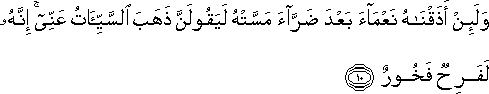 وَلَئِنْ أَذَقْنَـٰهُ نَعْمَآءَ بَعْدَ ضَرَّآءَ مَسَّتْهُ لَيَقُولَنَّ ذَهَبَ ٱلسَّيِّـَٔاتُ عَنِّىٓ ۚ إِنَّهُۥ
لَفَرِحٌ فَخُورٌ ١٠